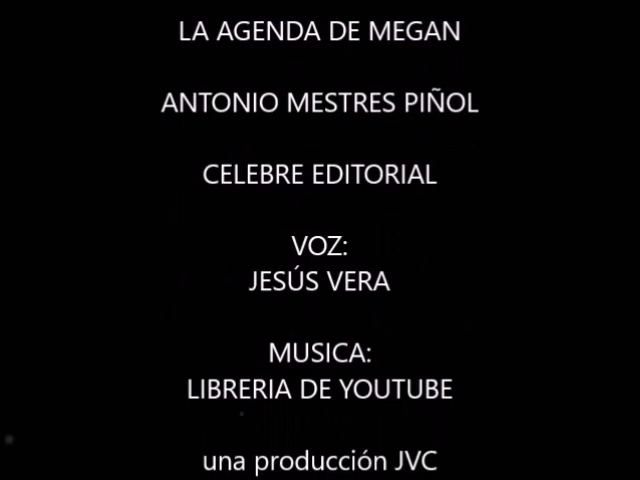 LA AGENDA DE MEGAN
ANTONIO MESTRES PIÑOL
CELEBRE EDITORIAL
VOZ:
JESÚS VERA
MUSICA:
LIBRERIA DE YOUTUBE
una producción JVC